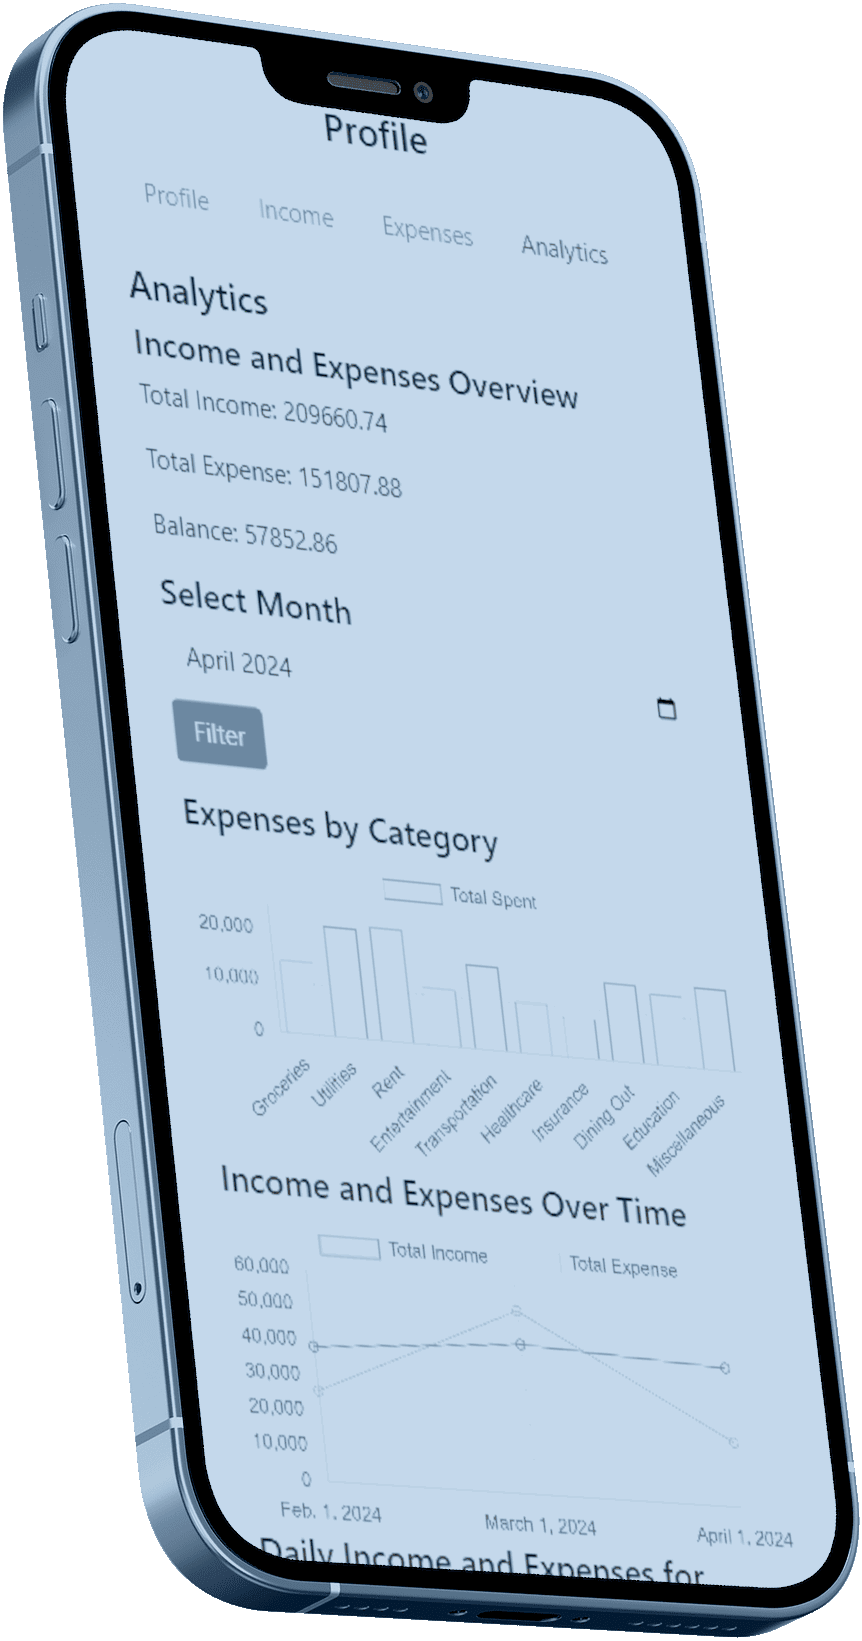 Profile
Profile Income Expenses Analytics
Analytics
Income and Expenses Overview
Total Income: 209660.74
Total Expense: 151807.88
Balance: 57852.86
Select Month
April 2024
Filter
Expenses by Category
Total Spent
20,000
10,000
0
Groceries Utilities Rent Entertainment Transportation Healthcare Insurance Dining Out Education Miscellaneous
Income and Expenses Over Time
Total Income Total Expense
60,000
50,000
40,000
30,000
20,000
10,000
0
Feb. 1, 2024 March 1, 2024 April 1, 2024
Daily Income and Expenses for